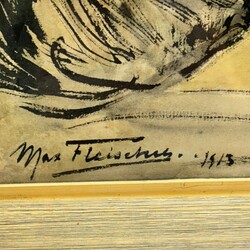 Max Fleischer. . 1913